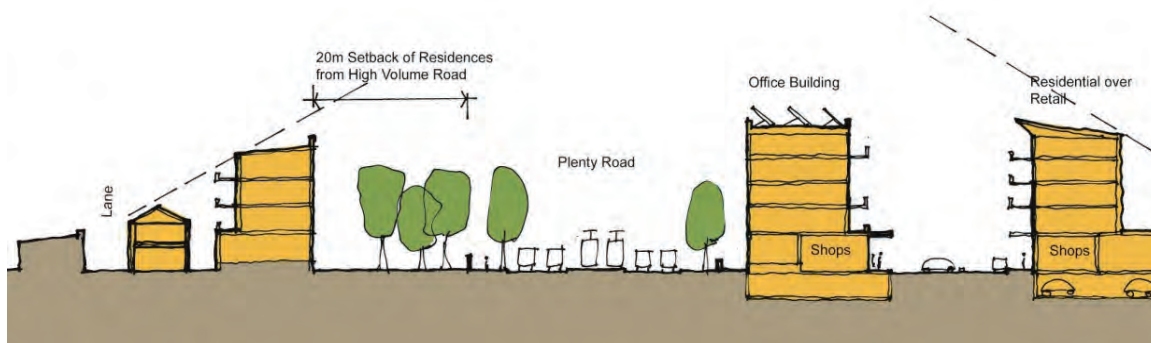 20m Setback of Residences
from High Volume Road
Office Building
Residential over
Retail
Plenty Road
Lane
Shops
Shops